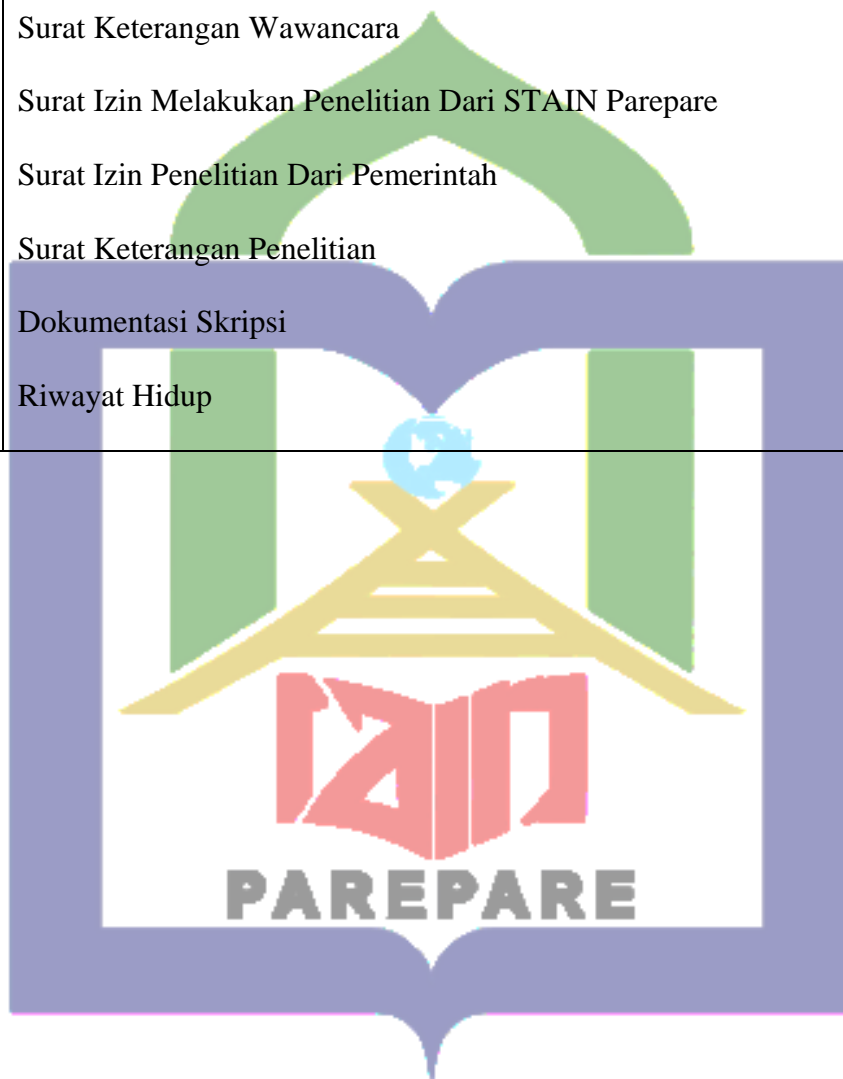 Surat Keterangan Wawancara
Surat Izin Melakukan Penelitian Dari STAIN Parepare
Surat Izin Penelitian Dari Pemerintah
Surat Keterangan Penelitian
Dokumentasi Skripsi
Riwayat Hidup
iain
PAREPARE